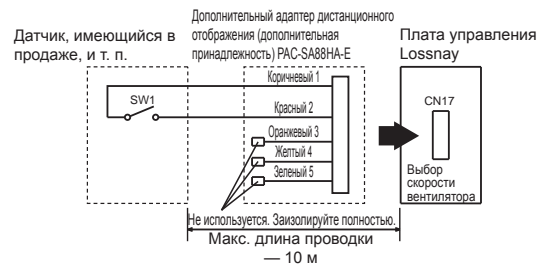 Датчик, имеющийся в
продаже, и т. п.
Дополнительный адаптер дистанционного
отображения (дополнительная
принадлежность) PAC-SA88HA-E
Плата управления
Lossnay
Коричневый 1
SW1
Красный 2
Оранжевый 3
Желтый 4
Зеленый 5
CN17
Выбор
скорости
вентилятора
Не используется. Заизолируйте полностью.
Макс. длина проводки
— 10 м